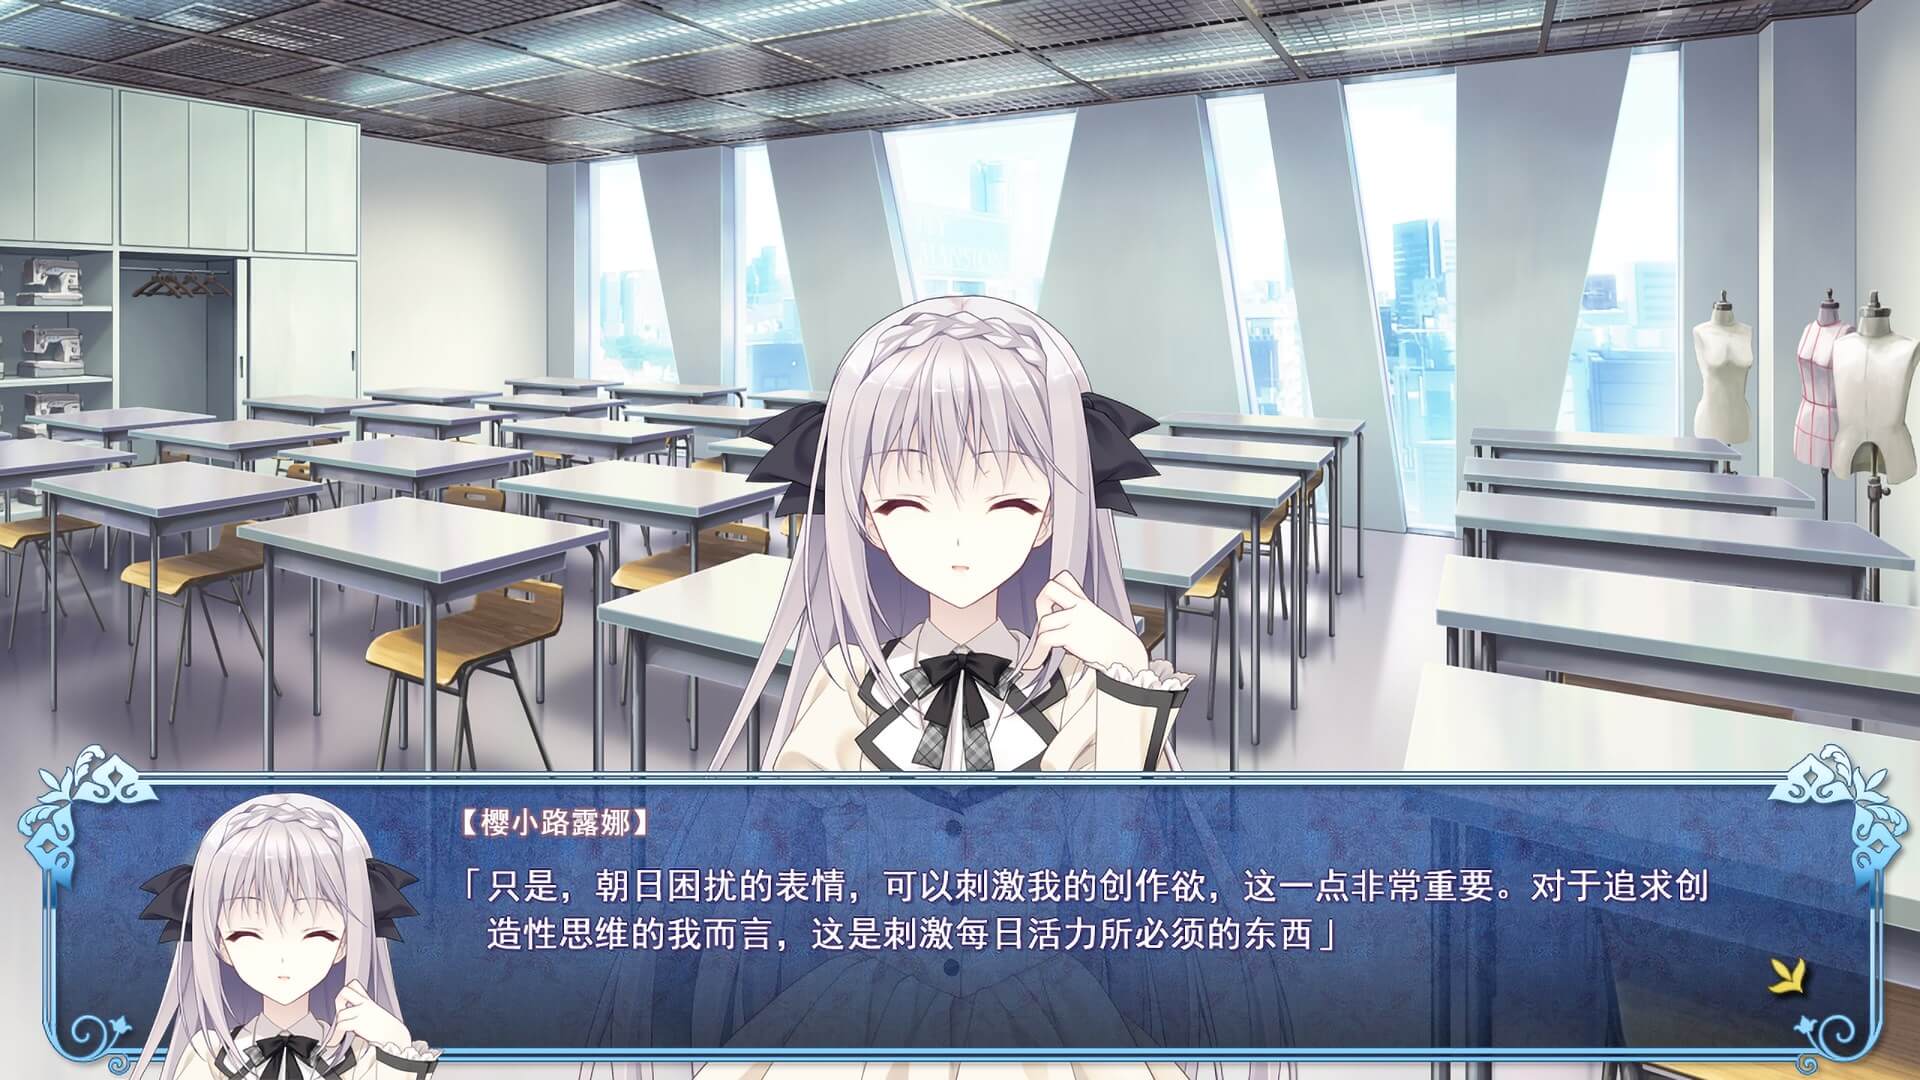 MANSION
【樱小路露娜】
「只是，朝日困扰的表情，可以刺激我的创作欲，这一点非常重要。对于追求创
造性思维的我而言，这是刺激每日活力所必须的东西」